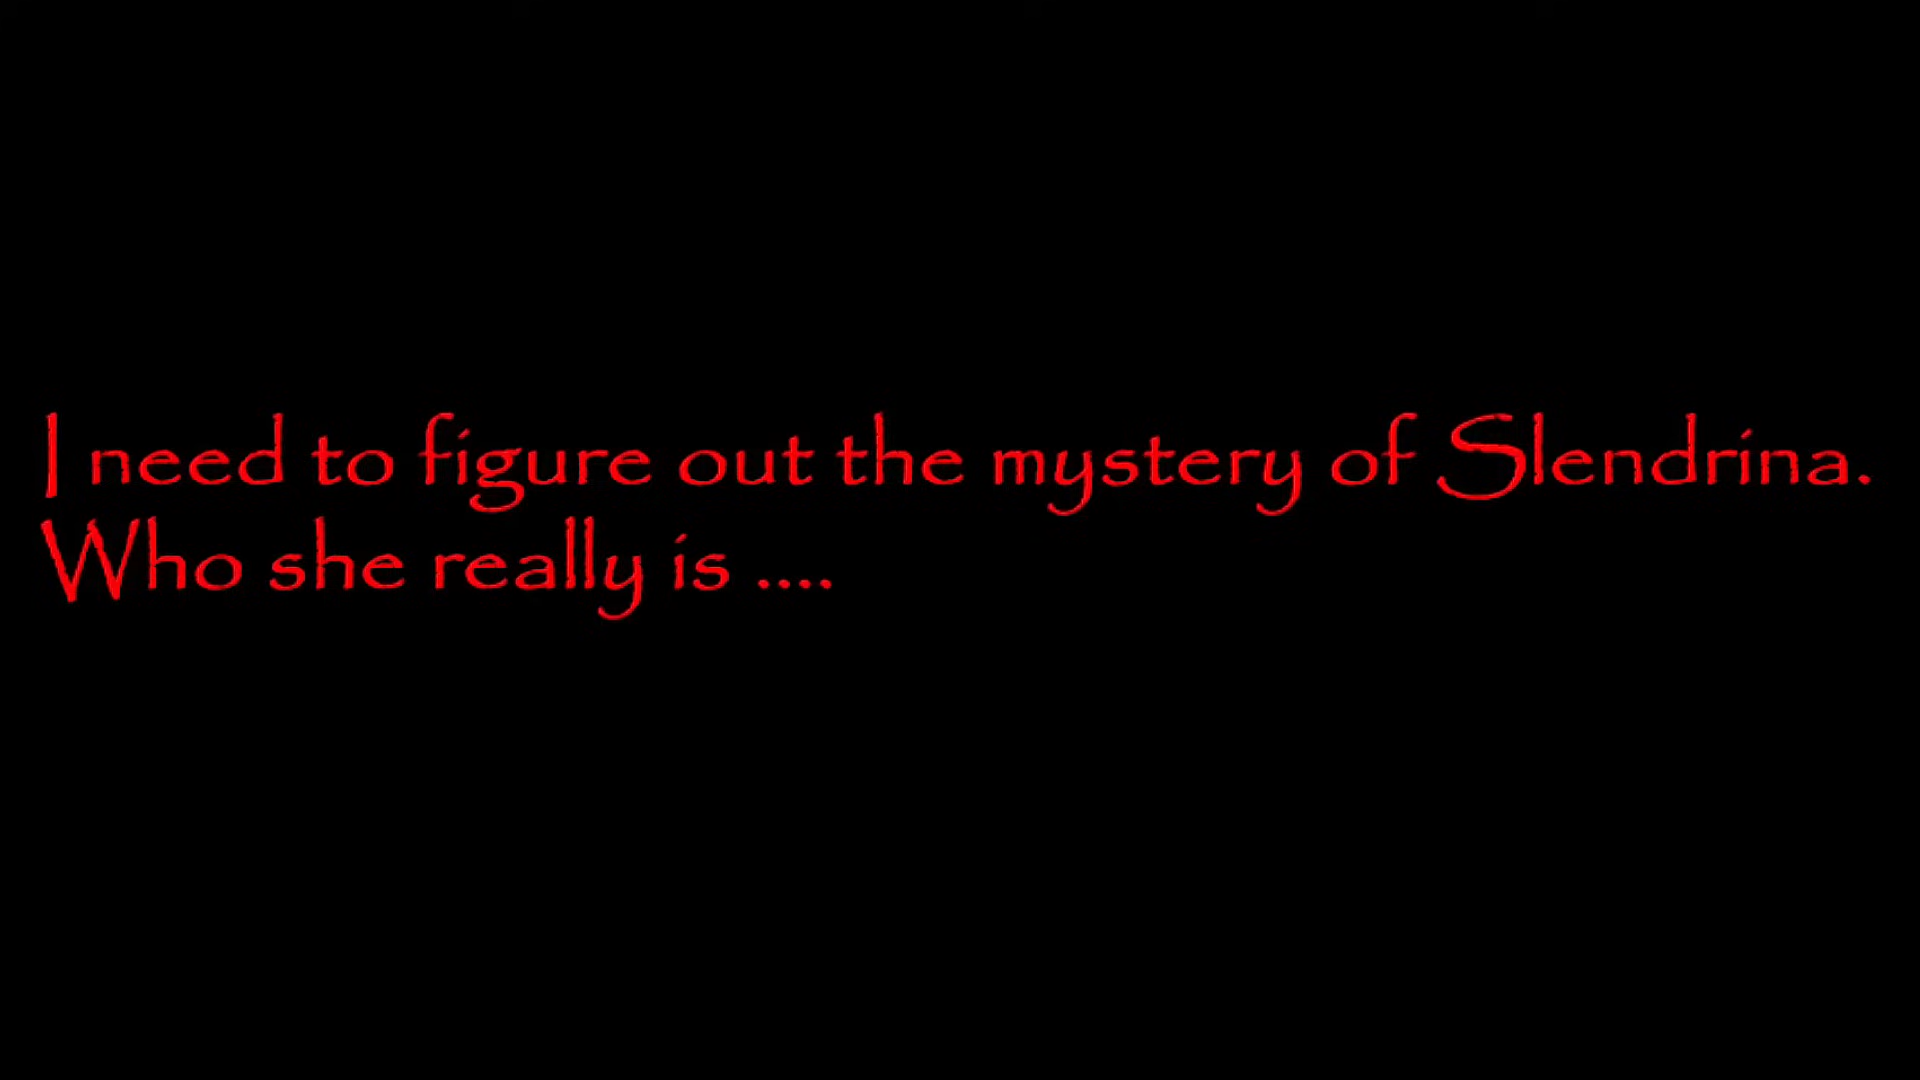 I need to figure out the mystery of Slendrina.
Who she really is ....